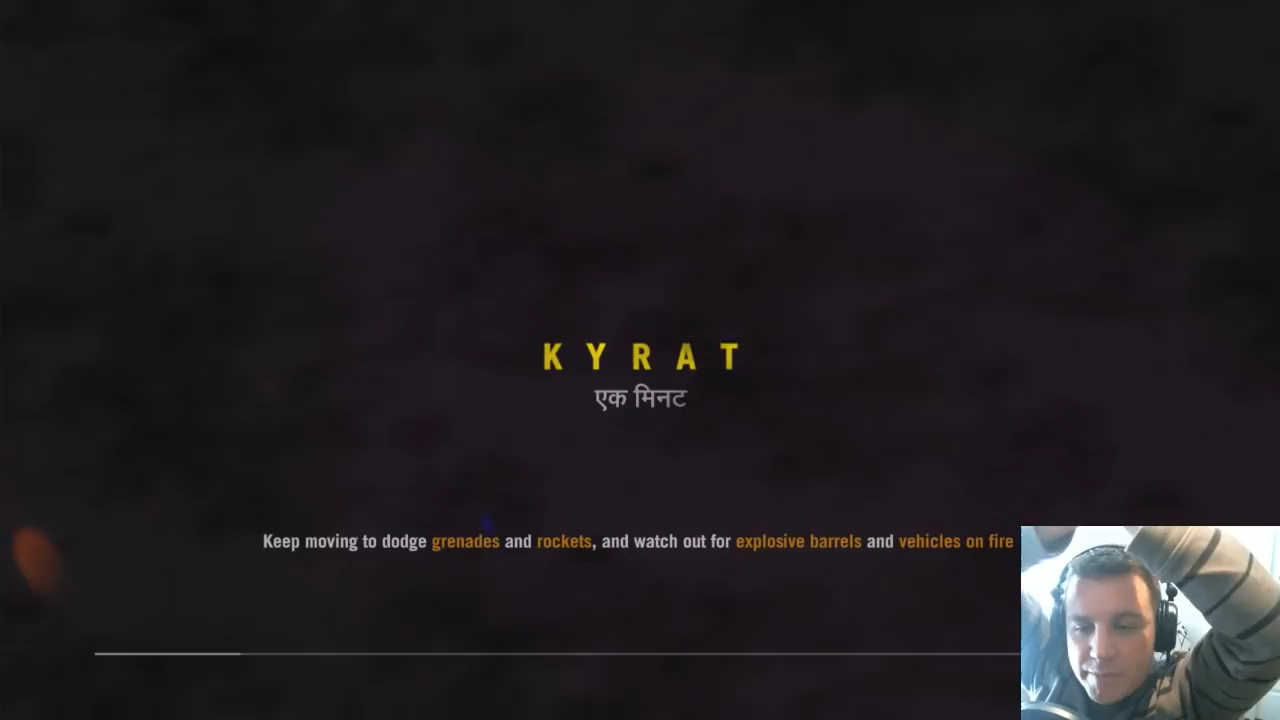 KYRAT
एक मिनट
Keep moving to dodge grenades and rockets, and watch out for explosive barrels and vehicles on fire